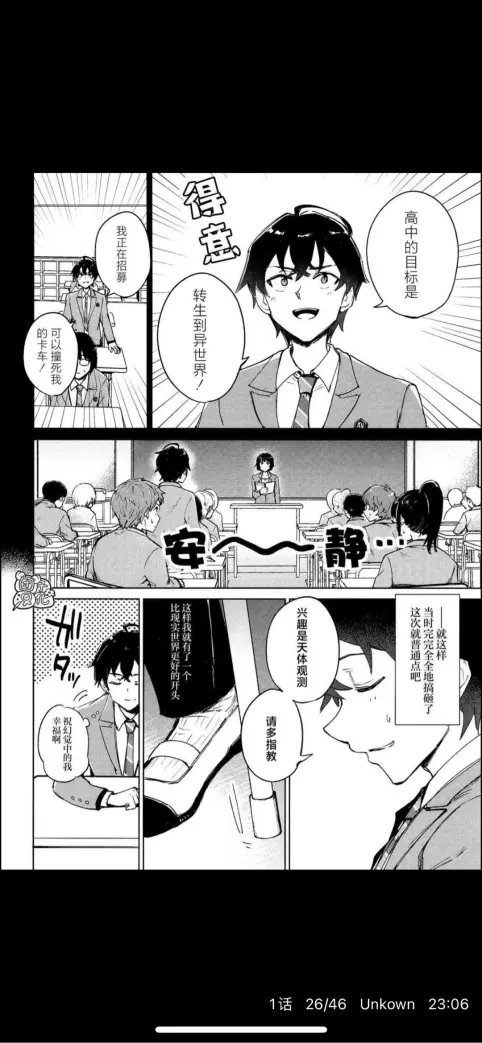 高中的目标是
得意
转生到异世界！
我正在招募
可以撞死我
的卡车！
安～～静…
——就这样
当时完完全全地搞砸了
这次就普通点吧
兴趣是天体观测
请多指教
这样我就有了一个
比现实世界更好的开头
祝幻觉中的我
幸福啊
1话 26/46 Unkown 23:06